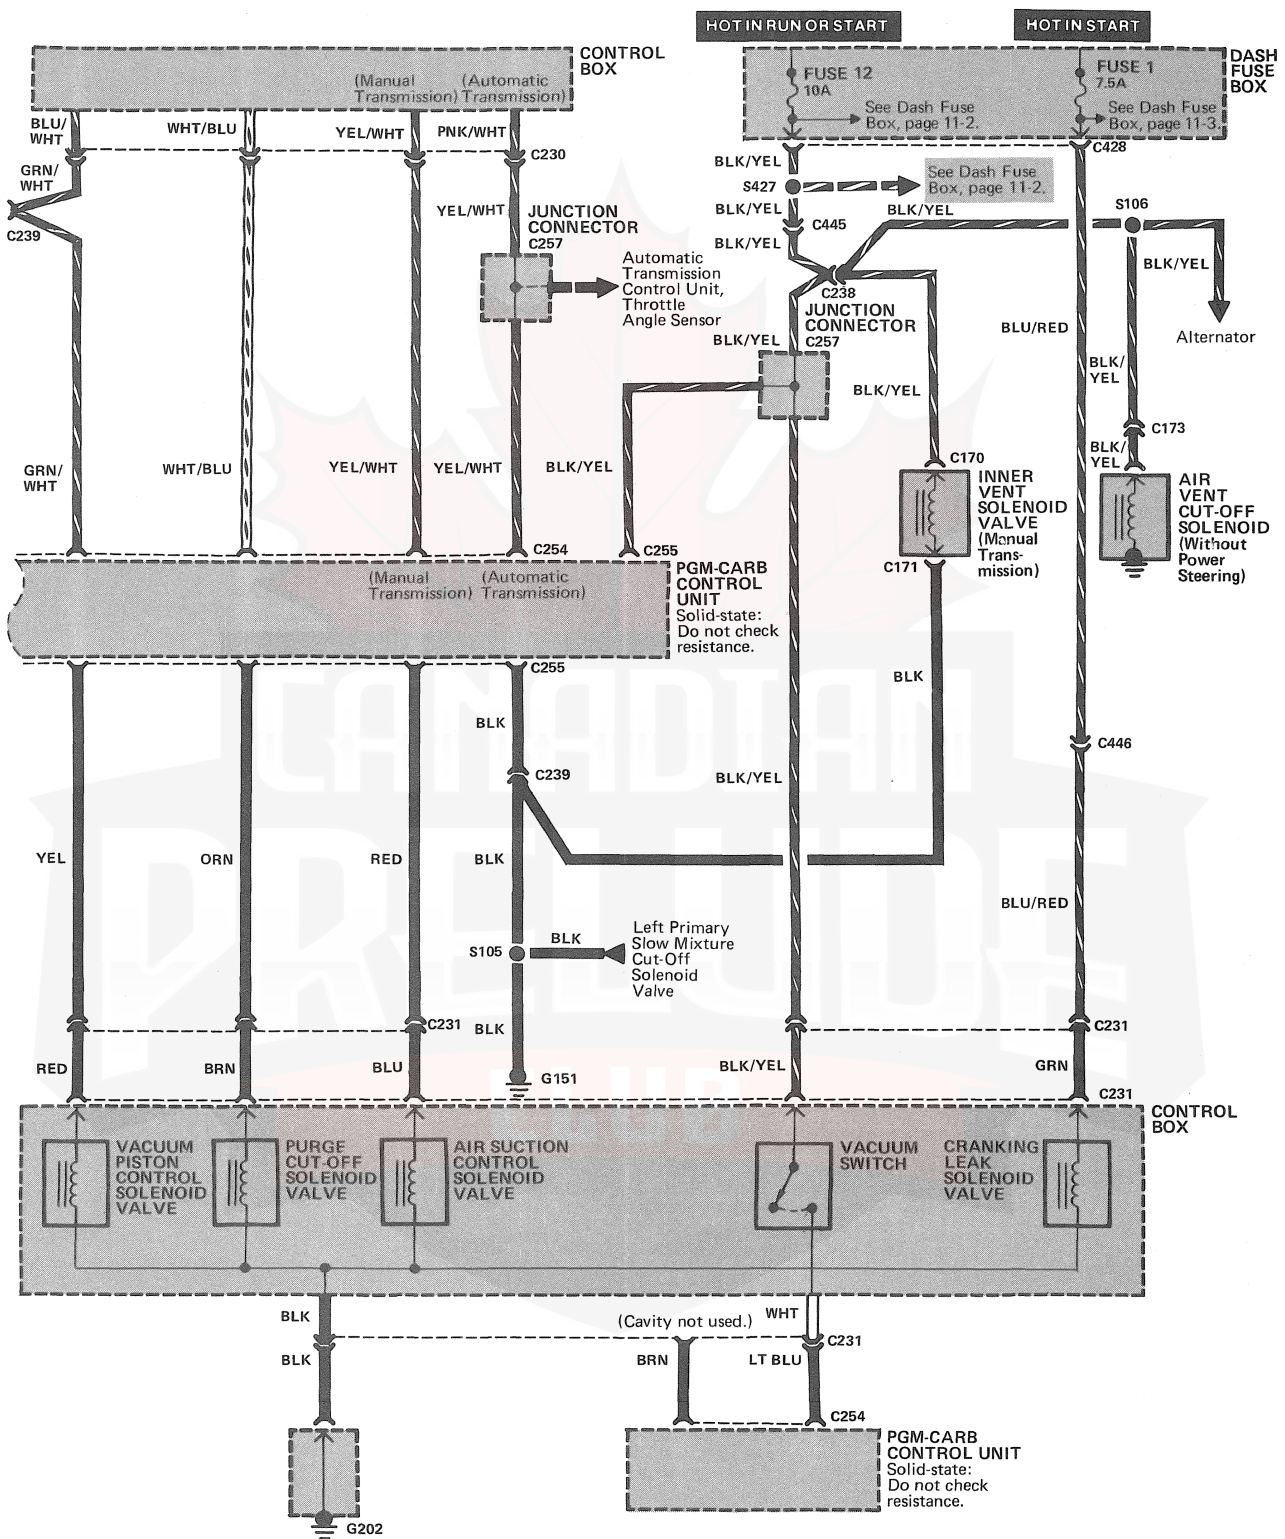 HOT IN RUN OR START
HOT IN START
CONTROL
BOX
(Manual
Transmission)
(Automatic
Transmission)
FUSE 12
10A
See Dash Fuse
Box, page 11-2.
FUSE 1
7.5A
See Dash Fuse
Box, page 11-3.
DASH
FUSE
BOX
BLU/
WHT
WHT/BLU
YEL/WHT
PNK/WHT
C230
GRN/
WHT
C239
BLK/YEL
C428
S427
See Dash Fuse
Box, page 11-2.
BLK/YEL
C445
BLK/YEL
BLK/YEL
S106
BLK/YEL
YEL/WHT
JUNCTION
CONNECTOR
C257
Automatic
Transmission
Control Unit,
Throttle
Angle Sensor
C238
JUNCTION
CONNECTOR
C257
BLK/YEL
BLU/RED
Alternator
BLK/YEL
BLK/
YEL
C173
BLK/
YEL
GRN/
WHT
WHT/BLU
YEL/WHT
YEL/WHT
BLK/YEL
C170
INNER
VENT
SOLENOID
VALVE
(Manual
Trans-
mission)
AIR
VENT
CUT-OFF
SOLENOID
(Without
Power
Steering)
C254
C255
C171
(Manual
Transmission)
(Automatic
Transmission)
PGM-CARB
CONTROL
UNIT
Solid-state:
Do not check
resistance.
C255
BLK
BLK
CANADIAN
C446
C239
BLK/YEL
YEL
ORN
RED
BLK
PRELUDE
BLU/RED
S105
BLK
Left Primary
Slow Mixture
Cut-Off
Solenoid
Valve
C231
BLK
C231
RED
BRN
BLU
G151
BLK/YEL
GRN
C231
CLUB
CONTROL
BOX
VACUUM
PISTON
CONTROL
SOLENOID
VALVE
PURGE
CUT-OFF
SOLENOID
VALVE
AIR SUCTION
CONTROL
SOLENOID
VALVE
VACUUM
SWITCH
CRANKING
LEAK
SOLENOID
VALVE
BLK
(Cavity not used.)
WHT
C231
BLK
BRN
LT BLU
C254
PGM-CARB
CONTROL UNIT
Solid-state:
Do not check
resistance.
G202